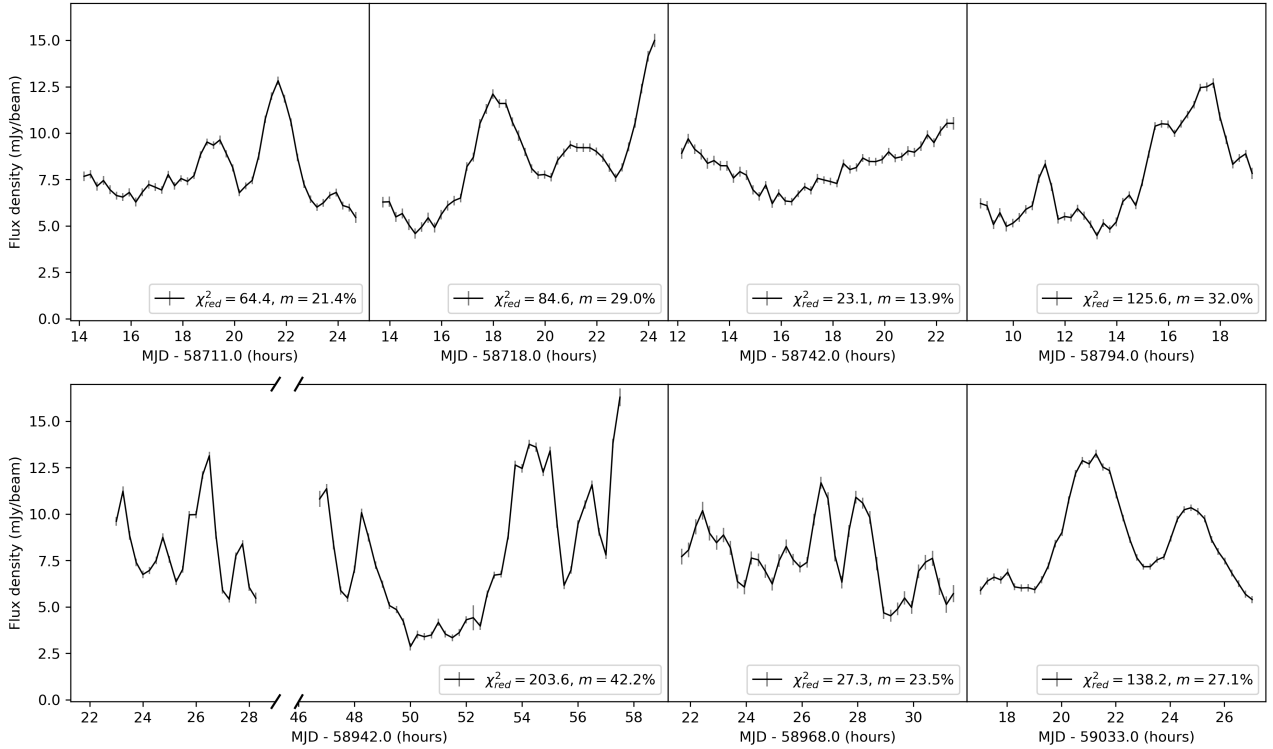 Flux density (mJy/beam)
15.0
12.5
10.0
7.5
5.0
2.5
0.0
χ²red = 64.4, m = 21.4%
χ²red = 84.6, m = 29.0%
χ²red = 23.1, m = 13.9%
χ²red = 125.6, m = 32.0%
14 16 18 20 22 24
14 16 18 20 22 24
12 14 16 18 20 22
10 12 14 16 18
MJD - 58711.0 (hours)
MJD - 58718.0 (hours)
MJD - 58742.0 (hours)
MJD - 58794.0 (hours)
Flux density (mJy/beam)
15.0
12.5
10.0
7.5
5.0
2.5
0.0
χ²red = 203.6, m = 42.2%
χ²red = 27.3, m = 23.5%
χ²red = 138.2, m = 27.1%
22 24 26 28
46 48 50 52 54 56 58
22 24 26 28 30
18 20 22 24 26
MJD - 58942.0 (hours)
MJD - 58968.0 (hours)
MJD - 59033.0 (hours)